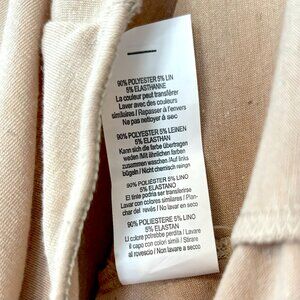 90% POLYESTER 5% LIN
5% ELASTHANNE
La couleur peut transférer
Laver avec des couleurs
similaires / Repasser à l'envers
Ne pas nettoyer à sec
90% POLYESTER 5% LEINEN
5% ELASTHAN
Kann sich die farbe übertragen
weden/Mit ähnlichen farben
zusammen waschen/Auf links
bügeln / Nicht chemisch reinigen
90% POLIÉSTER 5% LINO
5% ELASTANO
El tinte podría ser transferido
Lavar con colores similares / Plan-
char del revés / No lavar en seco
90% POLIESTERE 5% LINO
5% ELASTAN
Il colore potrebbe perdita / Lavare
il capo con colori simili / Stirare
al rovescio / Non lavare a secco